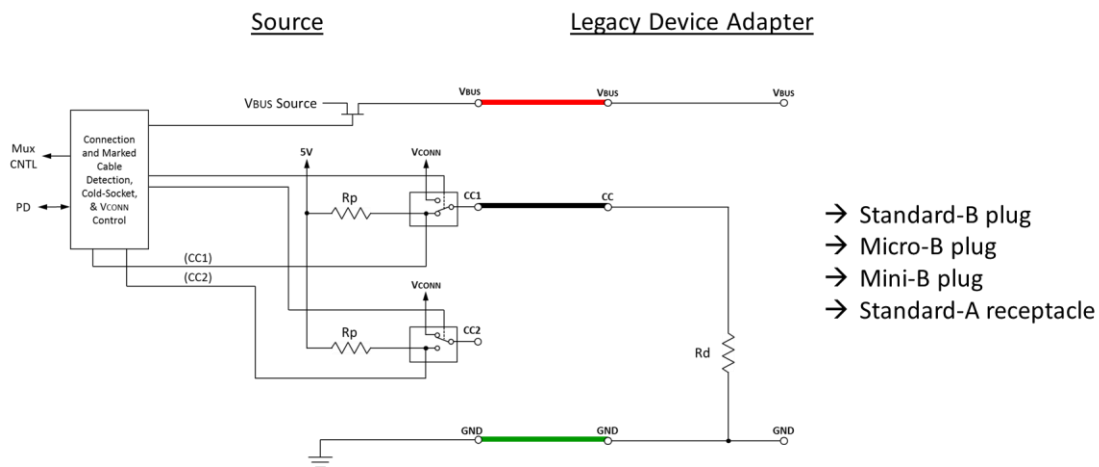 Source
Legacy Device Adapter
VBUS Source
VBUS
VBUS
VBUS
Connection
and Marked
Cable
Detection,
Cold-Socket,
& VCONN
Control
Mux
CNTL
PD
5V
VCONN
Rp
CC1
CC
(CC1)
(CC2)
VCONN
Rp
CC2
Rd
GND
GND
GND
→ Standard-B plug
→ Micro-B plug
→ Mini-B plug
→ Standard-A receptacle